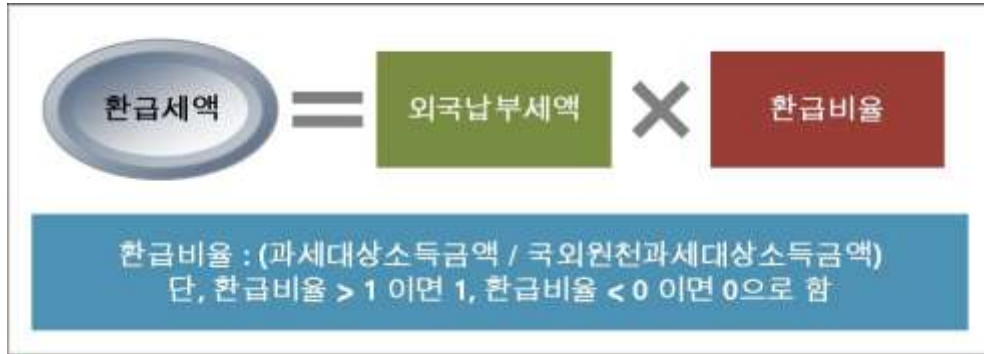 환급세액 = 외국납부세액 × 환급비율
환급비율 : (과세대상소득금액 / 국외원천과세대상소득금액)
단, 환급비율 > 1 이면 1, 환급비율 < 0 이면 0으로 함